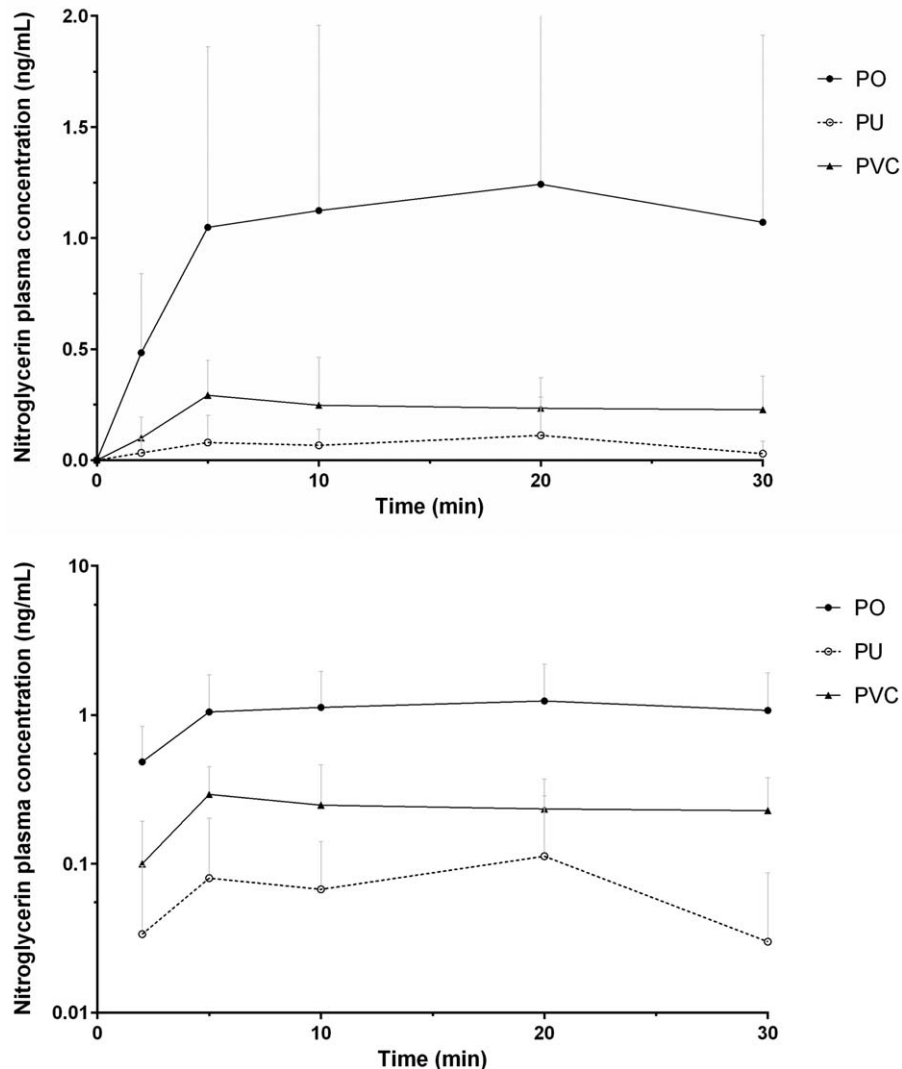 Nitroglycerin plasma concentration (ng/mL)
2.0
1.5
1.0
0.5
0.0
0
10
20
30
Time (min)
PO
PU
PVC
Nitroglycerin plasma concentration (ng/mL)
10
1
0.1
0.01
0
10
20
30
Time (min)
PO
PU
PVC